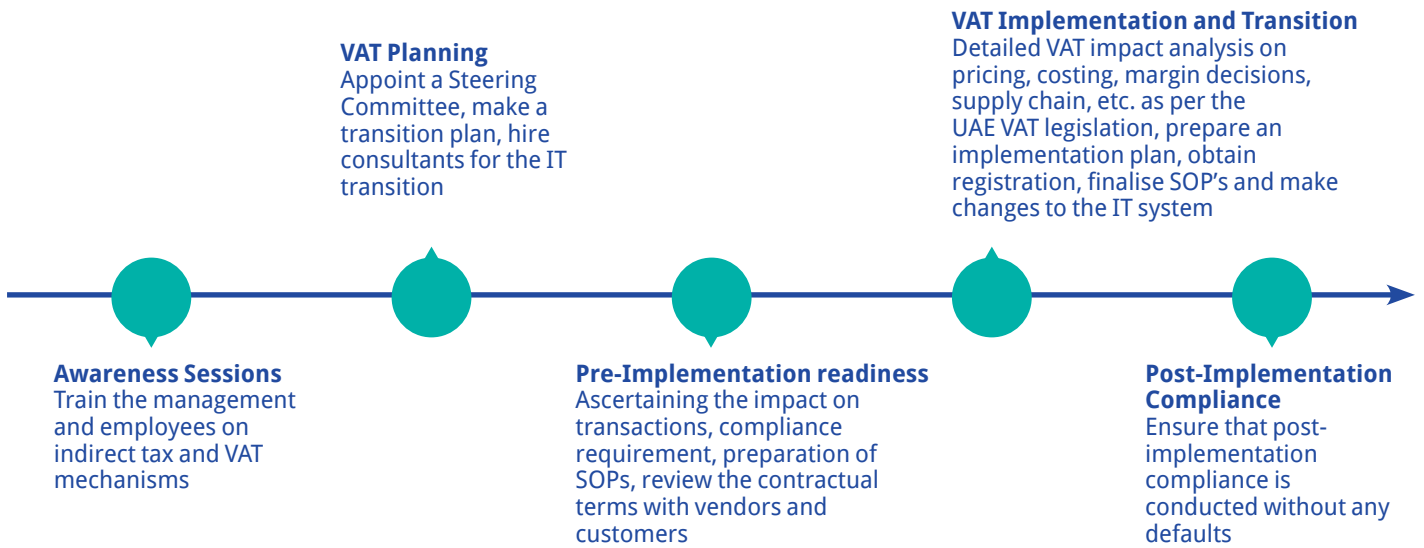 Awareness Sessions
Train the management
and employees on
indirect tax and VAT
mechanisms
VAT Planning
Appoint a Steering
Committee, make a
transition plan, hire
consultants for the IT
transition
Pre-Implementation readiness
Ascertaining the impact on
transactions, compliance
requirement, preparation of
SOPs, review the contractual
terms with vendors and
customers
VAT Implementation and Transition
Detailed VAT impact analysis on
pricing, costing, margin decisions,
supply chain, etc. as per the
UAE VAT legislation, prepare an
implementation plan, obtain
registration, finalise SOP's and make
changes to the IT system
Post-Implementation
Compliance
Ensure that post-
implementation
compliance is
conducted without any
defaults